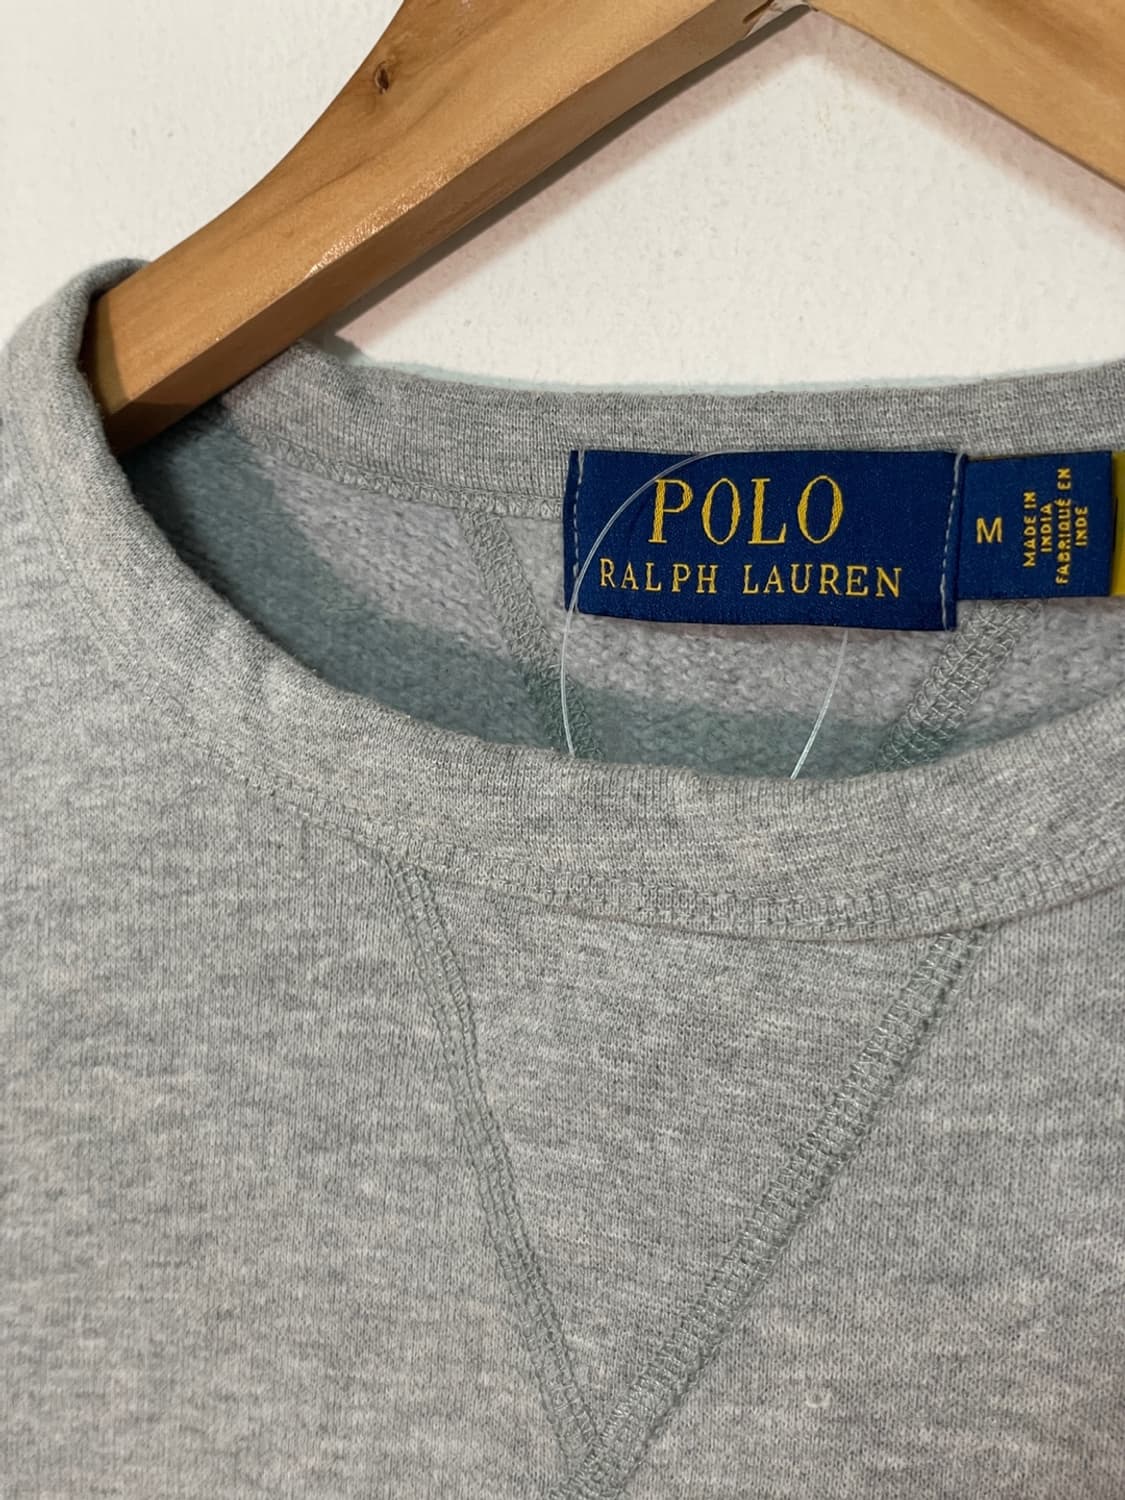 POLO
RALPH LAUREN
M
MADE IN
INDIA
FABRIQUÉ EN
INDE